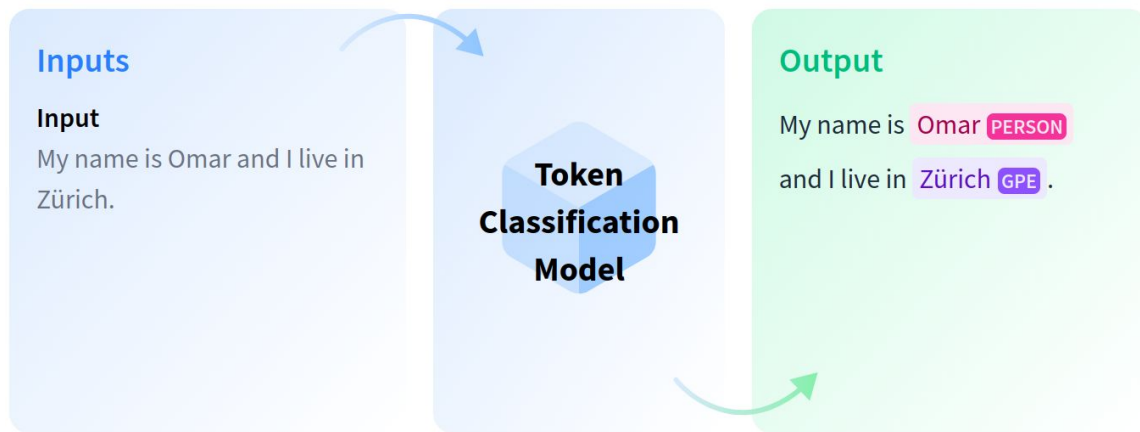 Inputs
Input
My name is Omar and I live in
Zürich.
Token
Classification
Model
Output
My name is Omar PERSON
and I live in Zürich GPE .